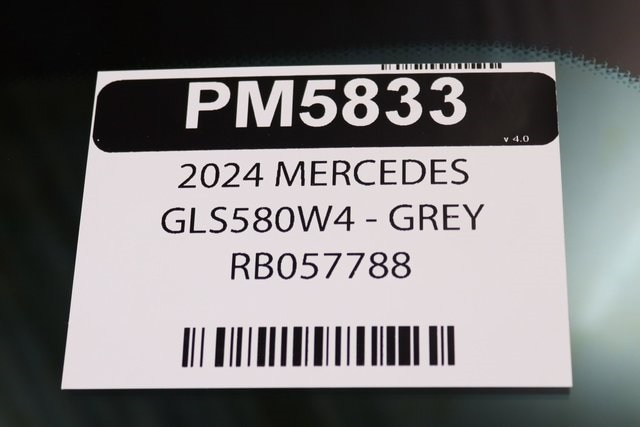 PM5833
v 4.0
2024 MERCEDES
GLS580W4 - GREY
RB057788